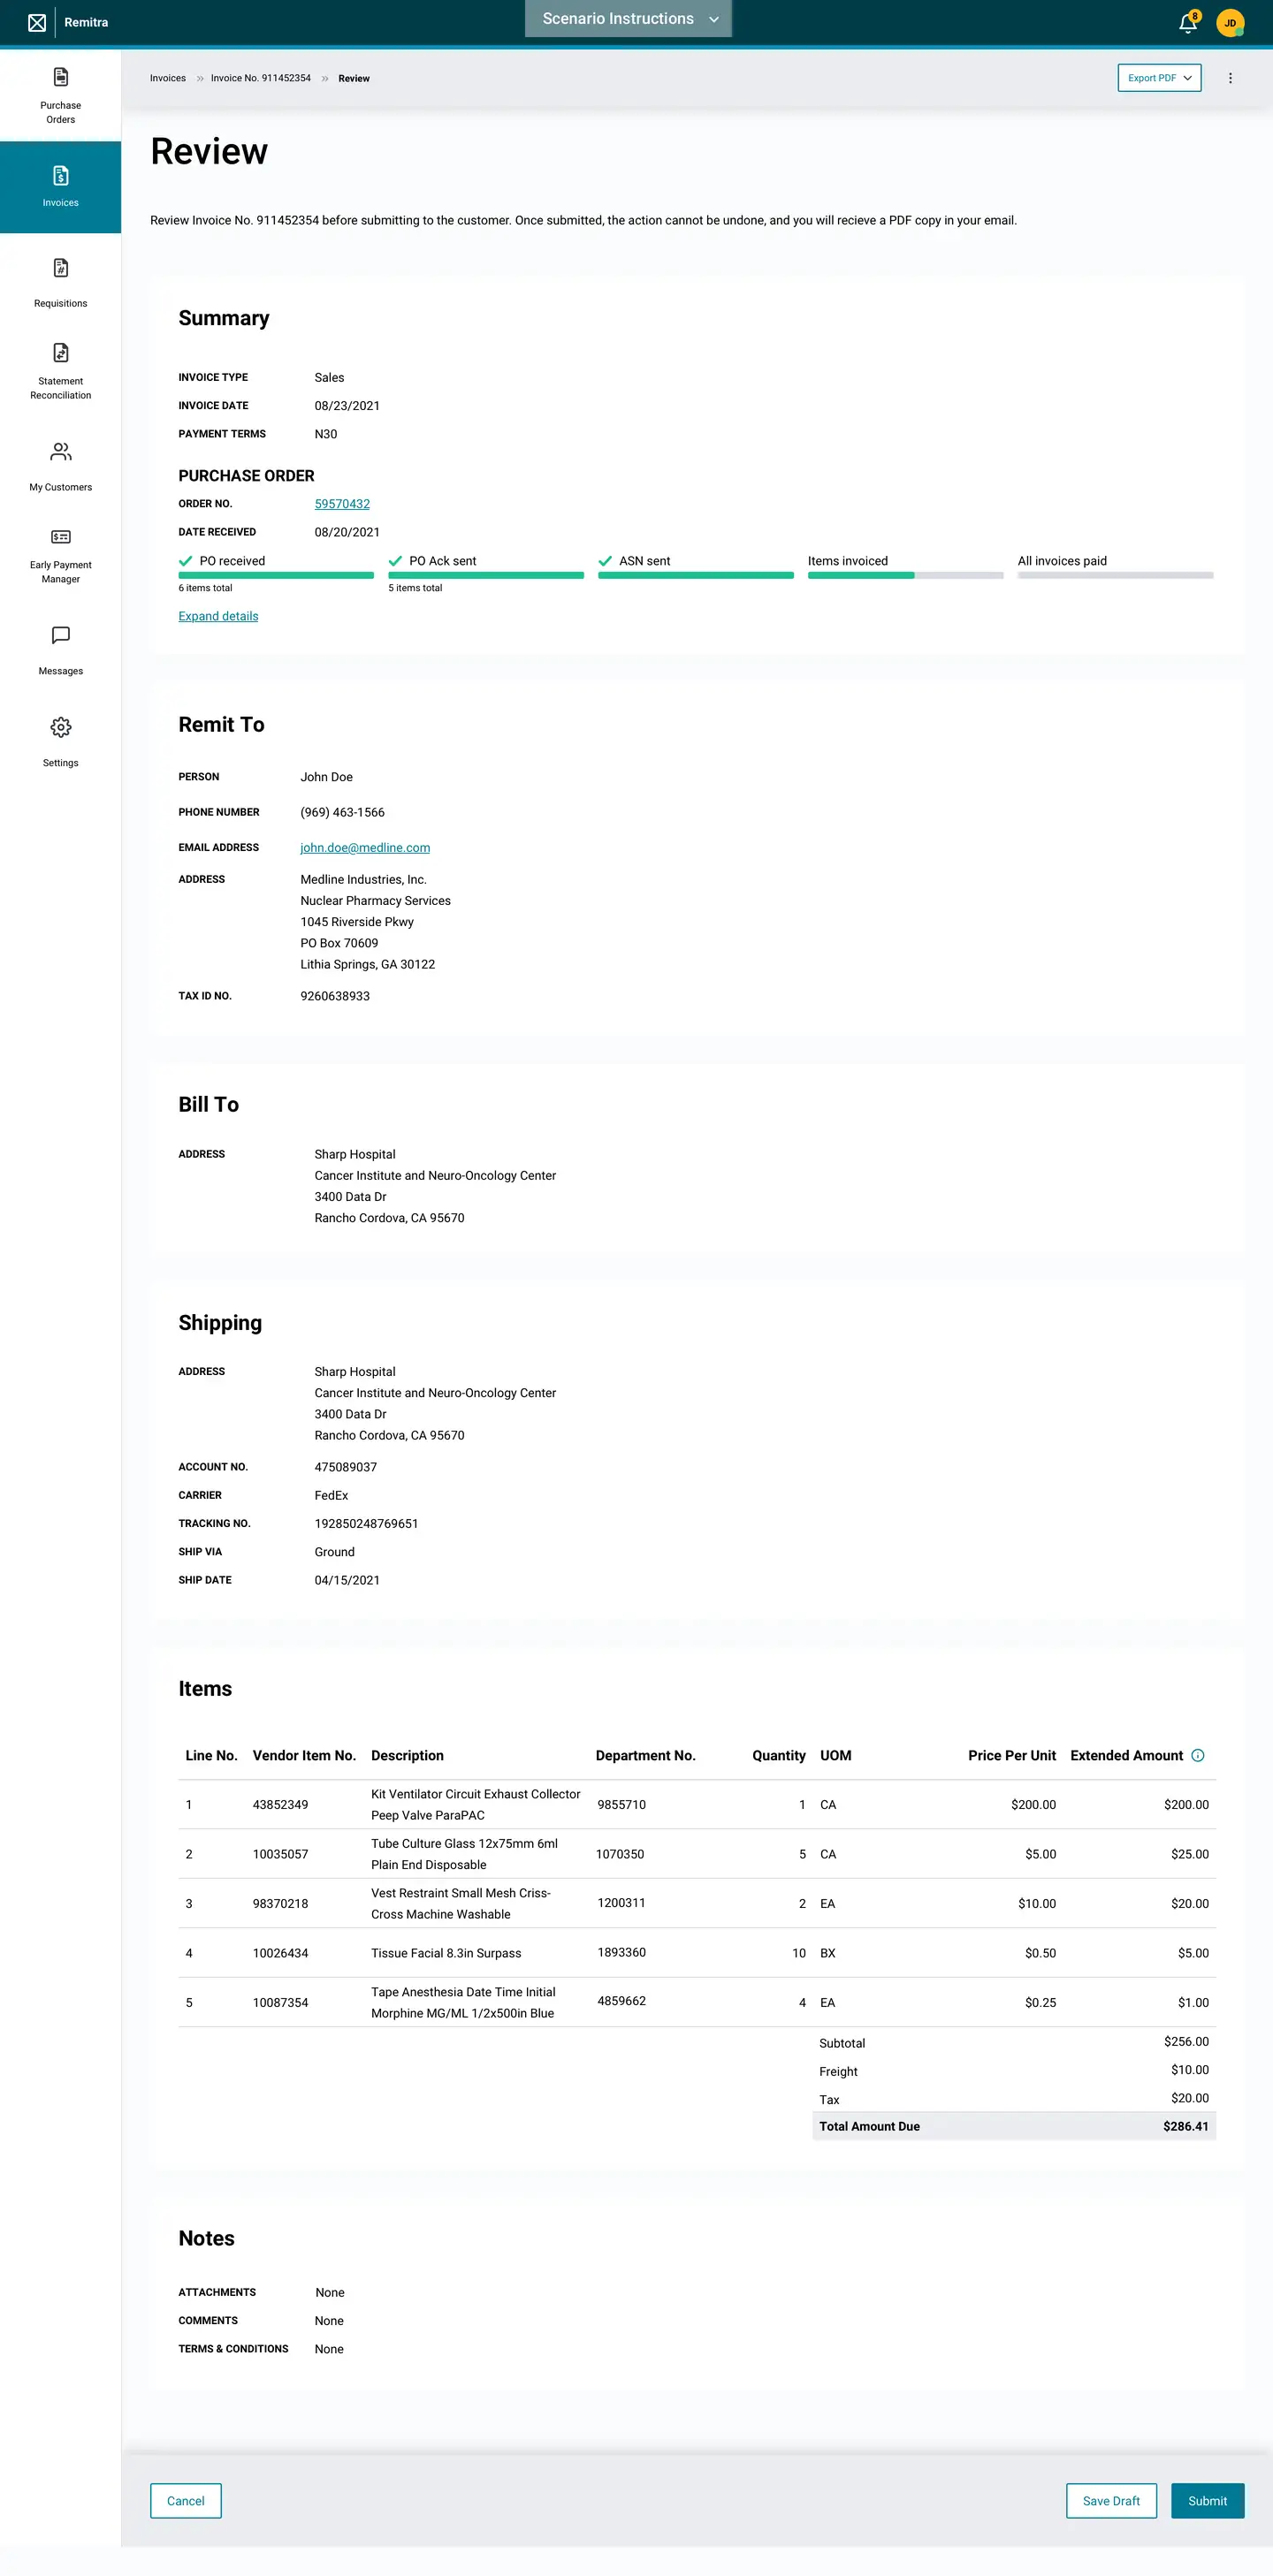 Remitra
Scenario Instructions
8
JD
Purchase
Orders
Invoices
Requisitions
Statement
Reconciliation
My Customers
Early Payment
Manager
Messages
Settings
Invoices » Invoice No. 911452354 » Review
Export PDF
Review
Review Invoice No. 911452354 before submitting to the customer. Once submitted, the action cannot be undone, and you will recieve a PDF copy in your email.
Summary
INVOICE TYPE Sales
INVOICE DATE 08/23/2021
PAYMENT TERMS N30
PURCHASE ORDER
ORDER NO. 59570432
DATE RECEIVED 08/20/2021
PO received PO Ack sent ASN sent Items invoiced All invoices paid
6 items total 5 items total
Expand details
Remit To
PERSON John Doe
PHONE NUMBER (969) 463-1566
EMAIL ADDRESS john.doe@medline.com
ADDRESS Medline Industries, Inc.
Nuclear Pharmacy Services
1045 Riverside Pkwy
PO Box 70609
Lithia Springs, GA 30122
TAX ID NO. 9260638933
Bill To
ADDRESS Sharp Hospital
Cancer Institute and Neuro-Oncology Center
3400 Data Dr
Rancho Cordova, CA 95670
Shipping
ADDRESS Sharp Hospital
Cancer Institute and Neuro-Oncology Center
3400 Data Dr
Rancho Cordova, CA 95670
ACCOUNT NO. 475089037
CARRIER FedEx
TRACKING NO. 192850248769651
SHIP VIA Ground
SHIP DATE 04/15/2021
Items
Line No. Vendor Item No. Description Department No. Quantity UOM Price Per Unit Extended Amount
1 43852349 Kit Ventilator Circuit Exhaust Collector 9855710 1 CA $200.00 $200.00
Peep Valve ParaPAC
2 10035057 Tube Culture Glass 12x75mm 6ml 1070350 5 CA $5.00 $25.00
Plain End Disposable
3 98370218 Vest Restraint Small Mesh Criss- 1200311 2 EA $10.00 $20.00
Cross Machine Washable
4 10026434 Tissue Facial 8.3in Surpass 1893360 10 BX $0.50 $5.00
5 10087354 Tape Anesthesia Date Time Initial 4859662 4 EA $0.25 $1.00
Morphine MG/ML 1/2x500in Blue
Subtotal $256.00
Freight $10.00
Tax $20.00
Total Amount Due $286.41
Notes
ATTACHMENTS None
COMMENTS None
TERMS & CONDITIONS None
Cancel Save Draft Submit